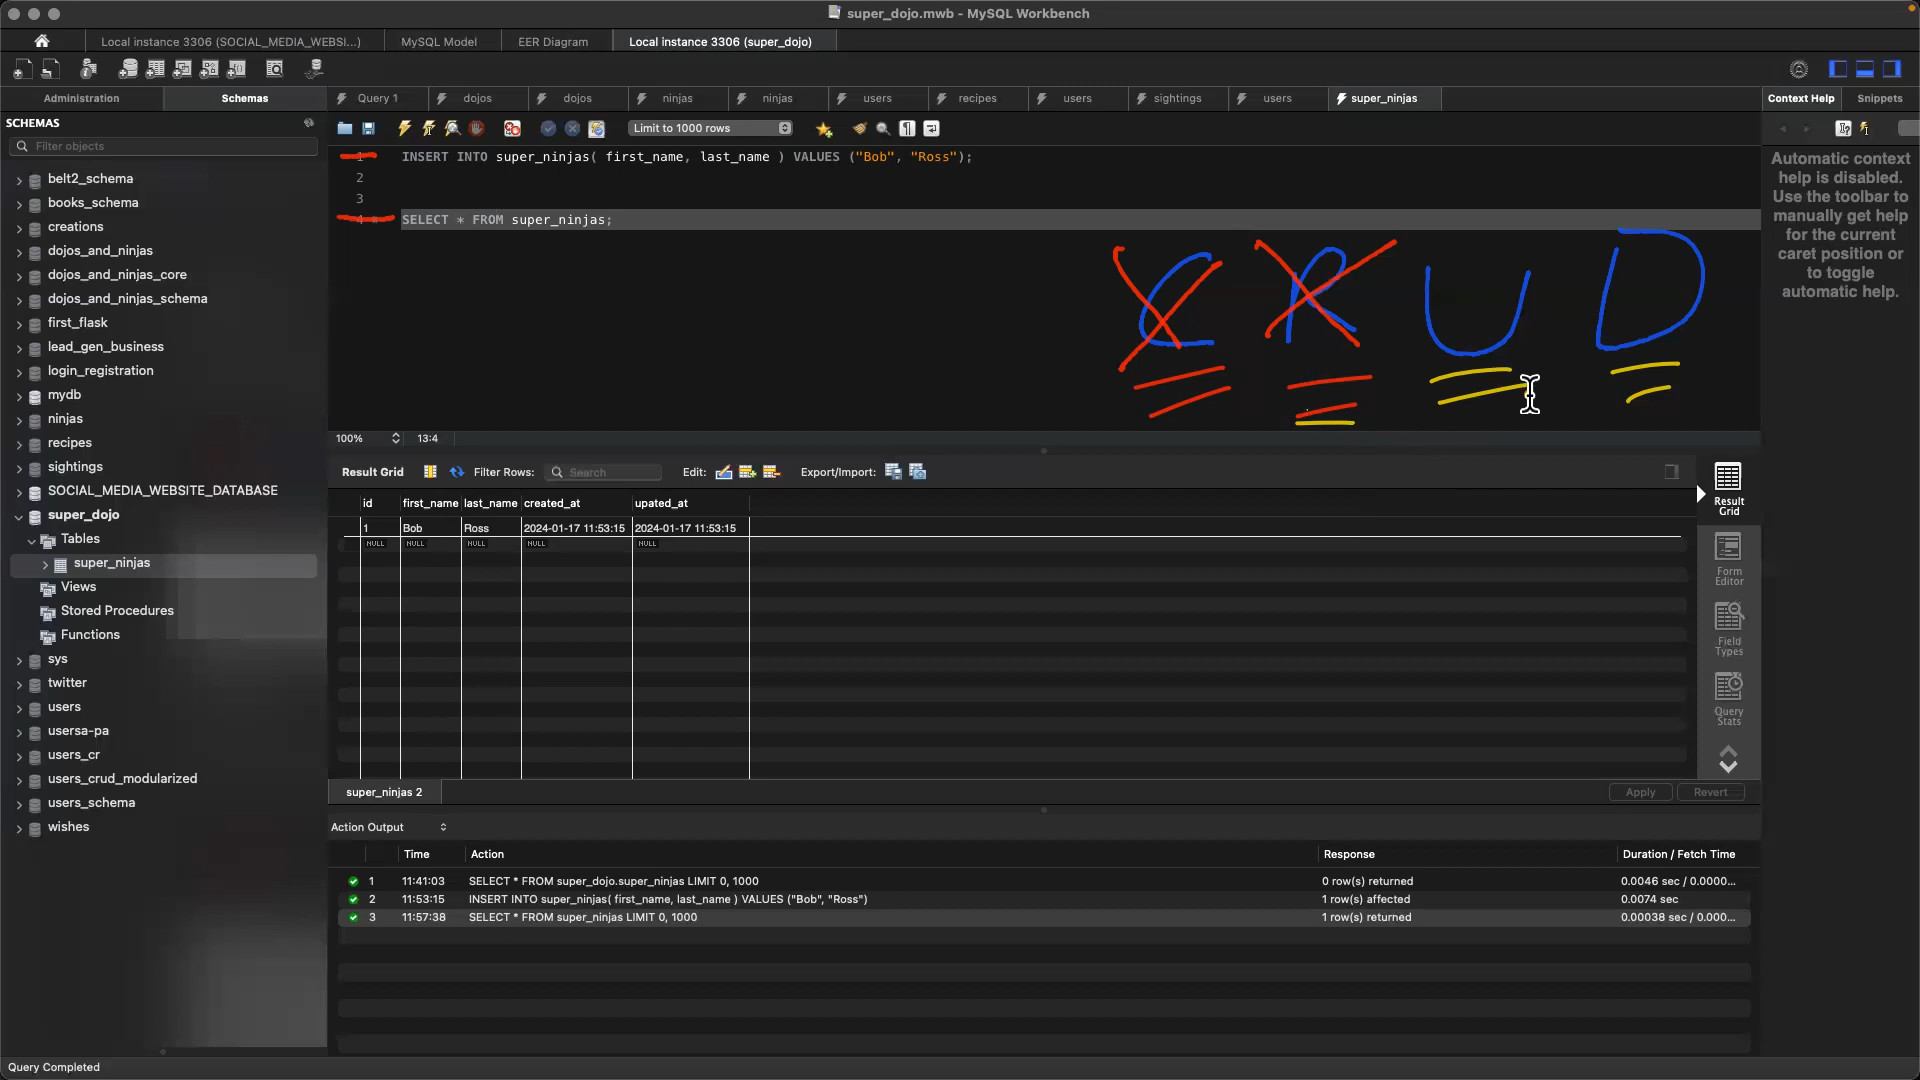 super_dojo.mwb - MySQL Workbench
Local instance 3306 (SOCIAL_MEDIA_WEBSI...) MySQL Model EER Diagram Local instance 3306 (super_dojo)
Administration Schemas Query 1 dojos dojos ninjas ninjas users recipes users sightings users super_ninjas Context Help Snippets
SCHEMAS
Filter objects
belt2_schema
books_schema
creations
dojos_and_ninjas
dojos_and_ninjas_core
dojos_and_ninjas_schema
first_flask
lead_gen_business
login_registration
mydb
ninjas
recipes
sightings
SOCIAL_MEDIA_WEBSITE_DATABASE
super_dojo
Tables
super_ninjas
Views
Stored Procedures
Functions
sys
twitter
users
usersa-pa
users_cr
users_crud_modularized
users_schema
wishes
Limit to 1000 rows
1 INSERT INTO super_ninjas( first_name, last_name ) VALUES ("Bob", "Ross");
2
3
4 SELECT * FROM super_ninjas;
C R U D
100% 13:4
Automatic context
help is disabled.
Use the toolbar to
manually get help
for the current
caret position or
to toggle
automatic help.
Result Grid Filter Rows: Search Edit: Export/Import:
id first_name last_name created_at upated_at
1 Bob Ross 2024-01-17 11:53:15 2024-01-17 11:53:15
NULL NULL NULL NULL NULL
Result
Grid
Form
Editor
Field
Types
Query
Stats
super_ninjas 2 Apply Revert
Action Output
Time Action Response Duration / Fetch Time
1 11:41:03 SELECT * FROM super_dojo.super_ninjas LIMIT 0, 1000 0 row(s) returned 0.0046 sec / 0.0000...
2 11:53:15 INSERT INTO super_ninjas( first_name, last_name ) VALUES ("Bob", "Ross") 1 row(s) affected 0.0074 sec
3 11:57:38 SELECT * FROM super_ninjas LIMIT 0, 1000 1 row(s) returned 0.00038 sec / 0.000...
Query Completed